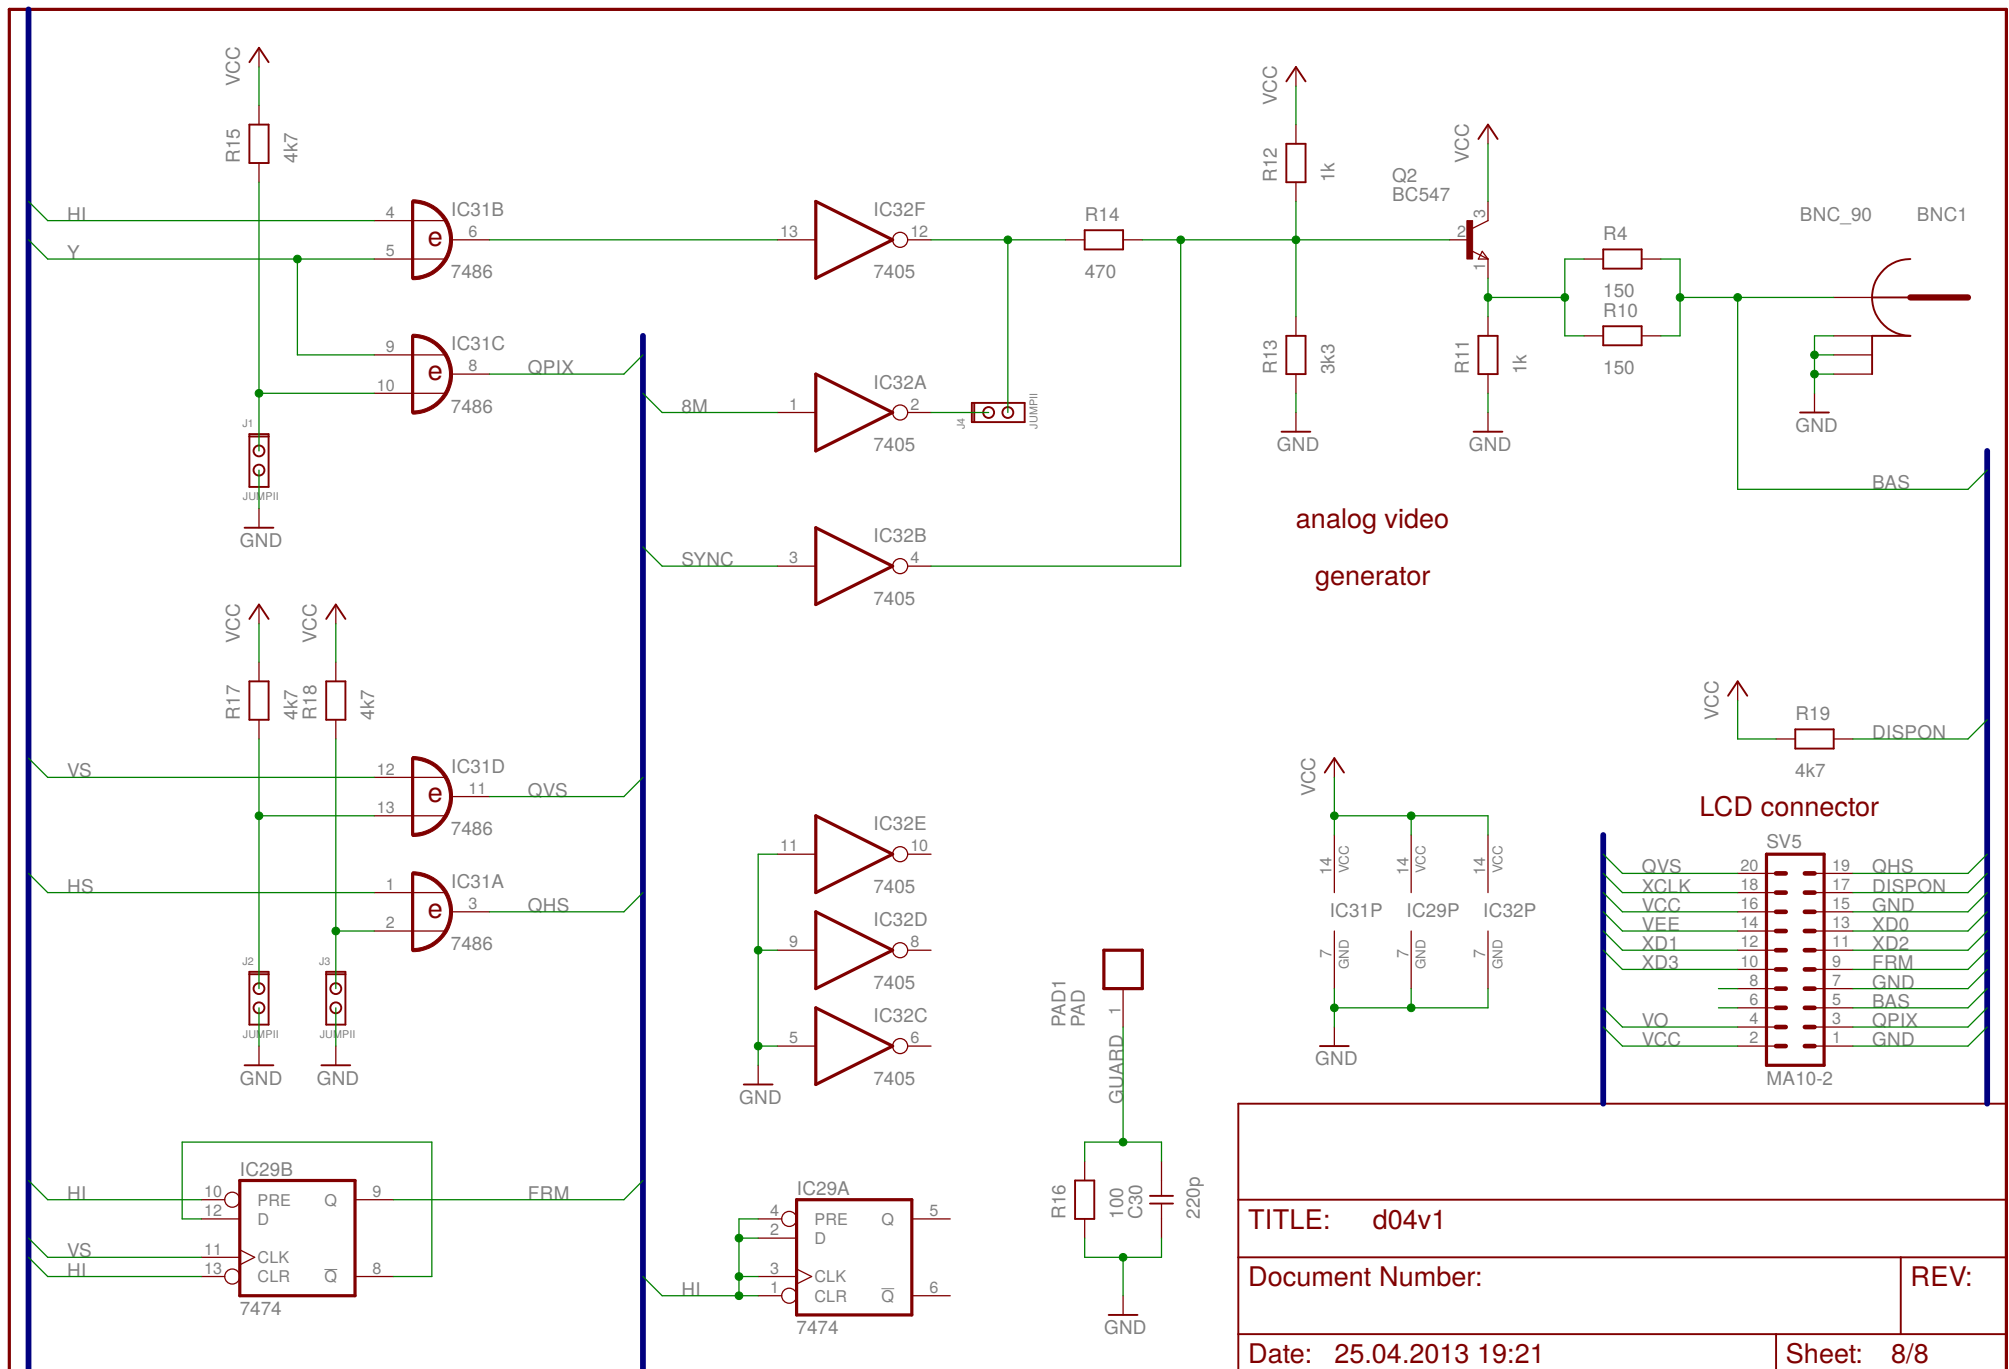 VCC
R15
4k7
HI
Y
4
5
6
e
IC31B
7486
9
10
8
e
IC31C
7486
QPIX
J1
JUMPII
GND
13
12
IC32F
7405
R14
470
8M
1
2
IC32A
7405
J4
JUMPII
SYNC
3
4
IC32B
7405
VCC
R12
1k
R13
3k3
GND
VCC
Q2
BC547
3
2
1
R11
1k
GND
R4
150
R10
150
BNC_90
BNC1
GND
BAS
analog video
generator
VCC
VCC
R17
4k7
R18
4k7
VS
12
13
11
e
IC31D
7486
QVS
HS
1
2
3
e
IC31A
7486
QHS
J2
JUMPII
J3
JUMPII
GND
GND
11
10
IC32E
7405
9
8
IC32D
7405
5
6
IC32C
7405
GND
PAD1
PAD
1
GUARD
R16
100
C30
220p
GND
VCC
14
VCC
14
VCC
14
VCC
IC31P
IC29P
IC32P
7
GND
7
GND
7
GND
GND
VCC
R19
4k7
DISPON
LCD connector
SV5
QVS 20 19 QHS
XCLK 18 17 DISPON
VCC 16 15 GND
VEE 14 13 XD0
XD1 12 11 XD2
XD3 10 9 FRM
8 7 GND
6 5 BAS
VO 4 3 QPIX
VCC 2 1 GND
MA10-2
IC29B
HI 10 PRE Q 9 FRM
12 D
VS 11 CLK
HI 13 CLR Q 8
7474
IC29A
4 PRE Q 5
2 D
3 CLK
HI 1 CLR Q 6
7474
TITLE: d04v1
Document Number:
REV:
Date: 25.04.2013 19:21
Sheet: 8/8